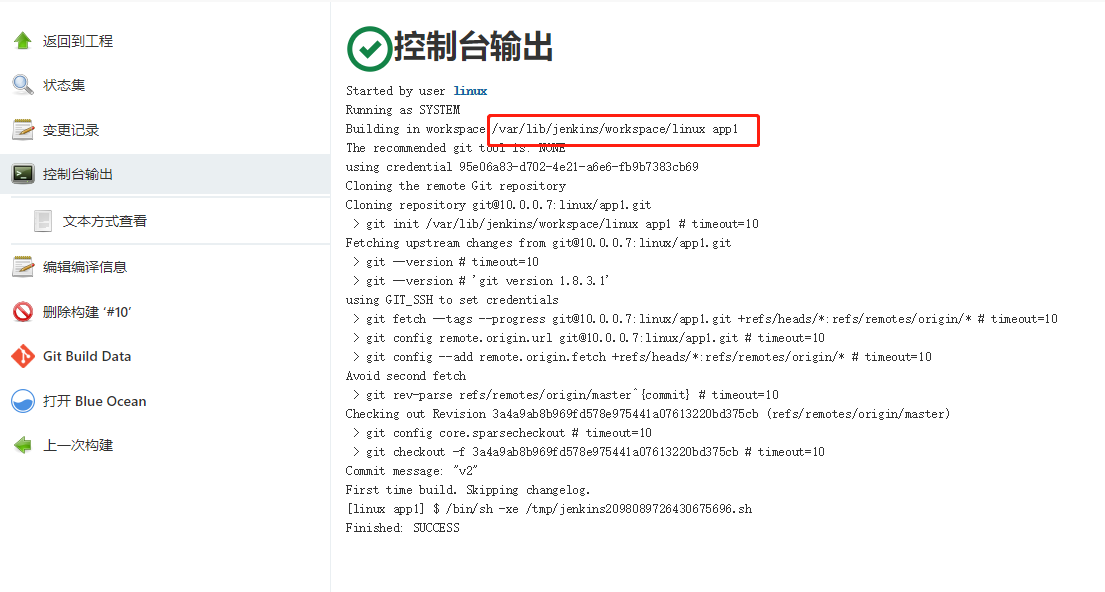 返回到工程
状态集
变更记录
控制台输出
文本方式查看
编辑编译信息
删除构建 ‘#10’
Git Build Data
打开 Blue Ocean
上一次构建
控制台输出
Started by user linux
Running as SYSTEM
Building in workspace /var/lib/jenkins/workspace/linux app1
The recommended git tool is: NONE
using credential 95e06a83-d702-4e21-a6e6-fb9b7383cb69
Cloning the remote Git repository
Cloning repository git@10.0.0.7:linux/app1.git
 > git init /var/lib/jenkins/workspace/linux app1 # timeout=10
Fetching upstream changes from git@10.0.0.7:linux/app1.git
 > git --version # timeout=10
 > git --version # 'git version 1.8.3.1'
using GIT_SSH to set credentials
 > git fetch --tags --progress git@10.0.0.7:linux/app1.git +refs/heads/*:refs/remotes/origin/* # timeout=10
 > git config remote.origin.url git@10.0.0.7:linux/app1.git # timeout=10
 > git config --add remote.origin.fetch +refs/heads/*:refs/remotes/origin/* # timeout=10
Avoid second fetch
 > git rev-parse refs/remotes/origin/master^{commit} # timeout=10
Checking out Revision 3a4a9ab8b969fd578e975441a07613220bd375cb (refs/remotes/origin/master)
 > git config core.sparsecheckout # timeout=10
 > git checkout -f 3a4a9ab8b969fd578e975441a07613220bd375cb # timeout=10
Commit message: "v2"
First time build. Skipping changelog.
[linux app1] $ /bin/sh -xe /tmp/jenkins2098089726430675696.sh
Finished: SUCCESS